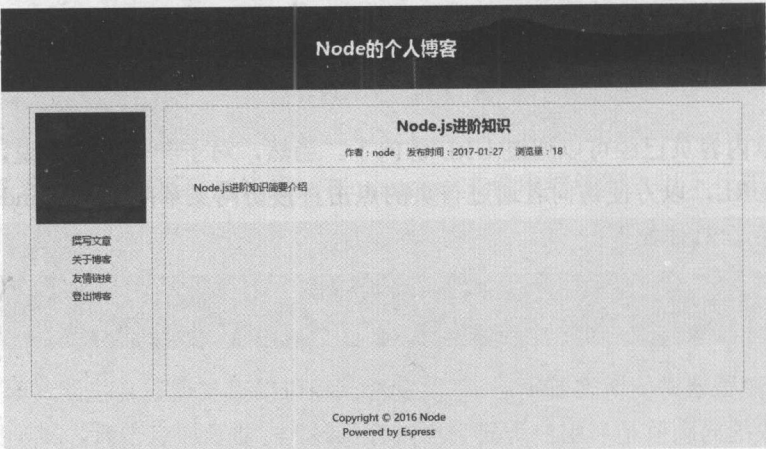 Node的个人博客
撰写文章
关于博客
友情链接
登出博客
Node.js进阶知识
作者：node 发布时间：2017-01-27 浏览量：18
Node.js进阶知识简要介绍
Copyright © 2016 Node
Powered by Espress